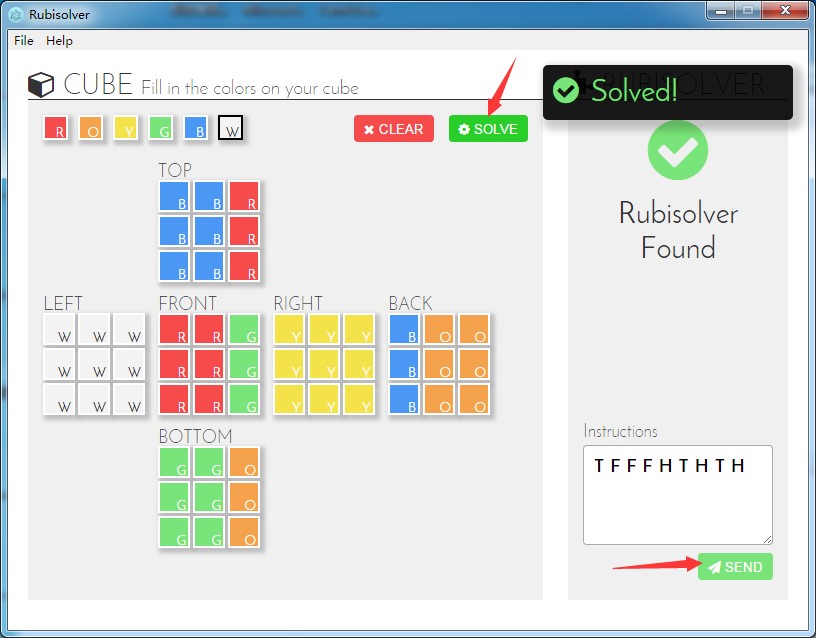 Rubisolver
File Help
CUBE Fill in the colors on your cube
Solved!
R O Y G B W
CLEAR
SOLVE
Rubisolver
Found
TOP
B B R
B B R
B B R
LEFT FRONT RIGHT BACK
W W W R R G Y Y Y B O O
W W W R R G Y Y Y B O O
W W W R R G Y Y Y B O O
BOTTOM
G G O
G G O
G G O
Instructions
T F F F H T H T H
SEND